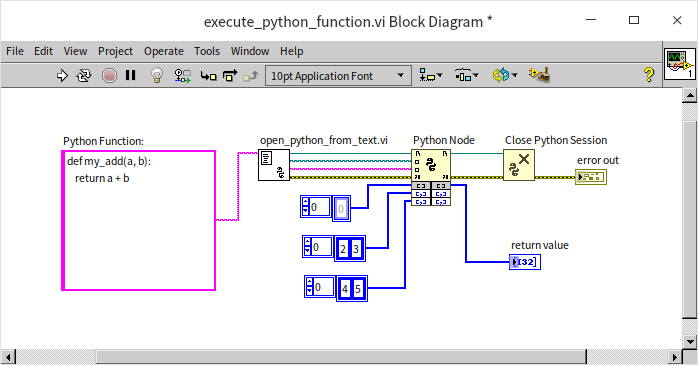 execute_python_function.vi Block Diagram *
File Edit View Project Operate Tools Window Help
10pt Application Font
?
1
Python Function:
def my_add(a, b):
return a + b
open_python_from_text.vi
Python Node
Close Python Session
error out
0
0
0
2 3
0
4 5
return value
[I32]